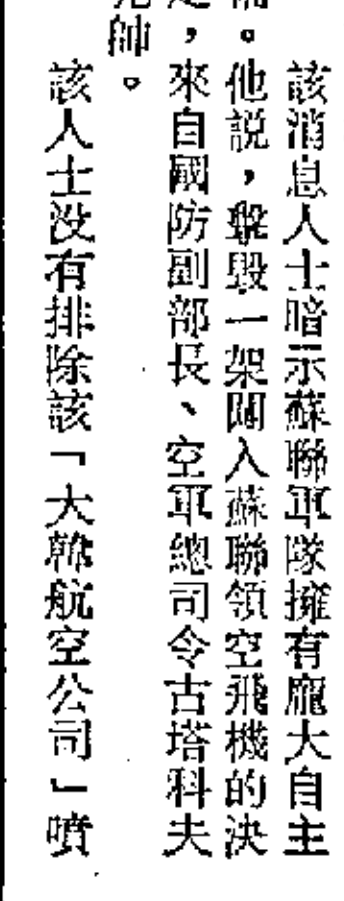 該消息人士暗示蘇聯軍隊擁有龐大自主
。他説，擊毀一架闖入蘇聯領空飛機的決
，來自國防副部長、空軍總司令古塔科夫
帥。
該人士没有排除該「大韓航空公司」噴